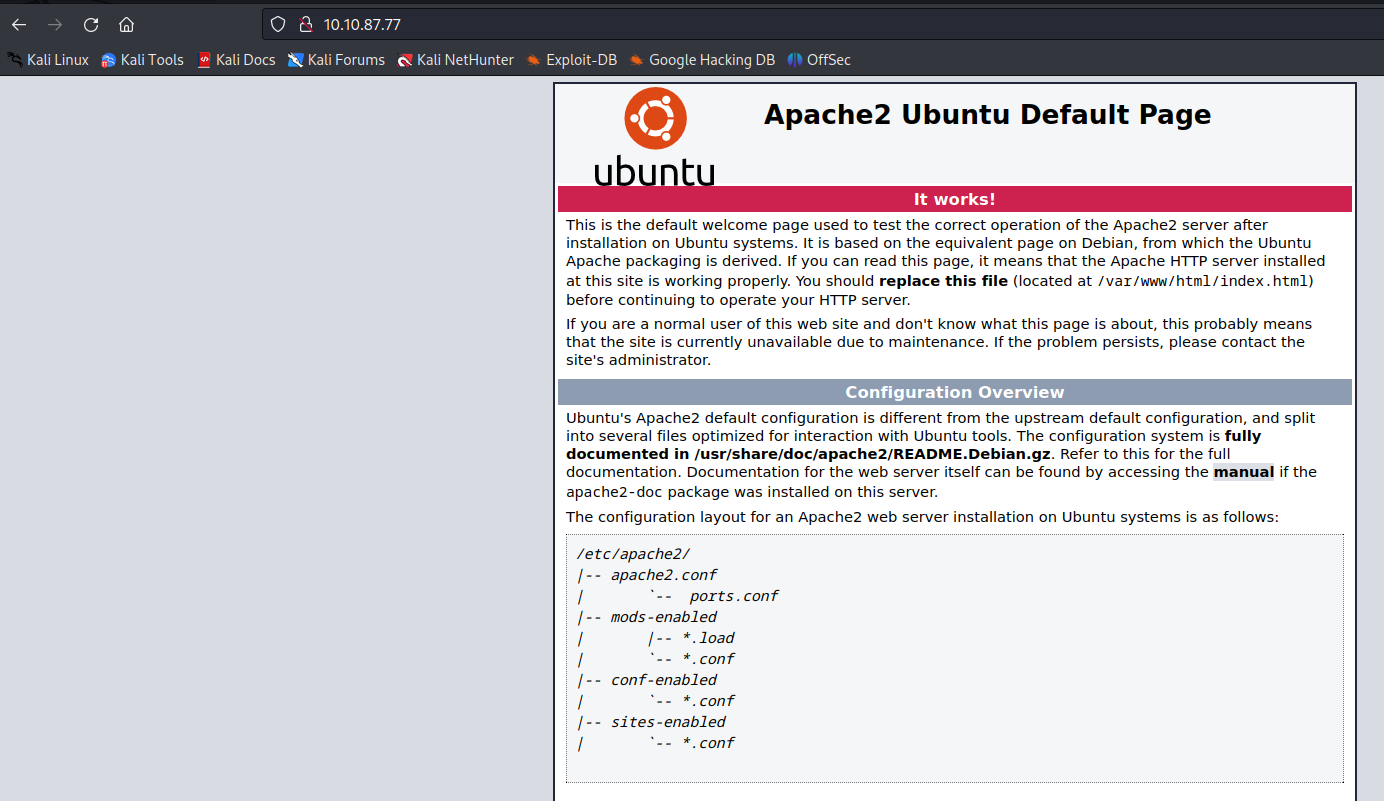 10.10.87.77
Kali Linux Kali Tools Kali Docs Kali Forums Kali NetHunter Exploit-DB Google Hacking DB OffSec
ubuntu
Apache2 Ubuntu Default Page
It works!
This is the default welcome page used to test the correct operation of the Apache2 server after
installation on Ubuntu systems. It is based on the equivalent page on Debian, from which the Ubuntu
Apache packaging is derived. If you can read this page, it means that the Apache HTTP server installed
at this site is working properly. You should replace this file (located at /var/www/html/index.html)
before continuing to operate your HTTP server.
If you are a normal user of this web site and don't know what this page is about, this probably means
that the site is currently unavailable due to maintenance. If the problem persists, please contact the
site's administrator.
Configuration Overview
Ubuntu's Apache2 default configuration is different from the upstream default configuration, and split
into several files optimized for interaction with Ubuntu tools. The configuration system is fully
documented in /usr/share/doc/apache2/README.Debian.gz. Refer to this for the full
documentation. Documentation for the web server itself can be found by accessing the manual if the
apache2-doc package was installed on this server.
The configuration layout for an Apache2 web server installation on Ubuntu systems is as follows:
/etc/apache2/
|-- apache2.conf
|       `--  ports.conf
|-- mods-enabled
|       |-- *.load
|       `-- *.conf
|-- conf-enabled
|       `-- *.conf
|-- sites-enabled
|       `-- *.conf